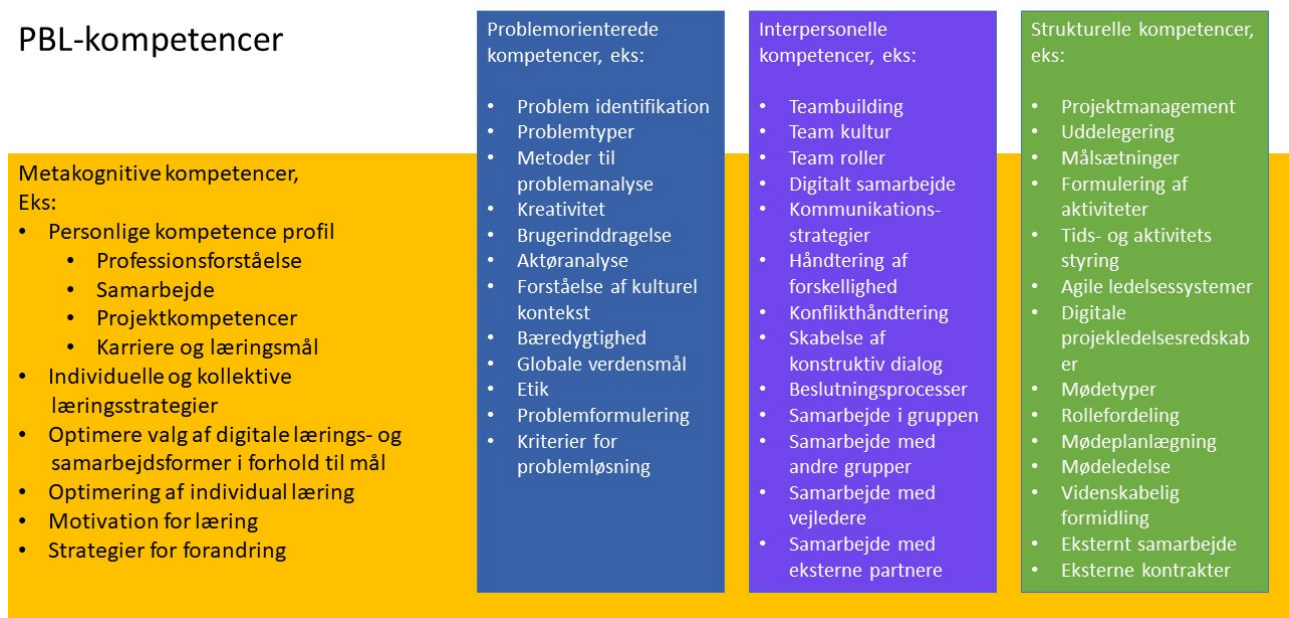 PBL-kompetencer
Metakognitive kompetencer,
Eks:
• Personlige kompetence profil
• Professionsforståelse
• Samarbejde
• Projektkompetencer
• Karriere og læringsmål
• Individuelle og kollektive
læringsstrategier
• Optimere valg af digitale lærings- og
samarbejdsformer i forhold til mål
• Optimering af individual læring
• Motivation for læring
• Strategier for forandring
Problemorienterede
kompetencer, eks:
• Problem identifikation
• Problemtyper
• Metoder til
problemanalyse
• Kreativitet
• Brugerinddragelse
• Aktøranalyse
• Forståelse af kulturel
kontekst
• Bæredygtighed
• Globale verdensmål
• Etik
• Problemformulering
• Kriterier for
problemløsning
Interpersonelle
kompetencer, eks:
• Teambuilding
• Team kultur
• Team roller
• Digitalt samarbejde
• Kommunikations-
strategier
• Håndtering af
forskellighed
• Konflikthåndtering
• Skabelse af
konstruktiv dialog
• Beslutningsprocesser
• Samarbejde i gruppen
• Samarbejde med
andre grupper
• Samarbejde med
vejledere
• Samarbejde med
eksterne partnere
Strukturelle kompetencer,
eks:
• Projektmanagement
• Uddelegering
• Målsætninger
• Formulering af
aktiviteter
• Tids- og aktivitets
styring
• Agile ledelsessystemer
• Digitale
projekledelsesredskab
er
• Mødetyper
• Rollefordeling
• Mødeplanlægning
• Mødeledelse
• Videnskabelig
formidling
• Eksternt samarbejde
• Eksterne kontrakter